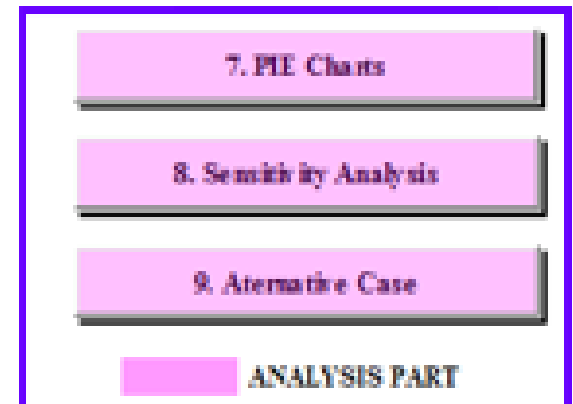 7. PIE Charts
8. Sensitivity Analysis
9. Aternative Case
ANALYSIS PART